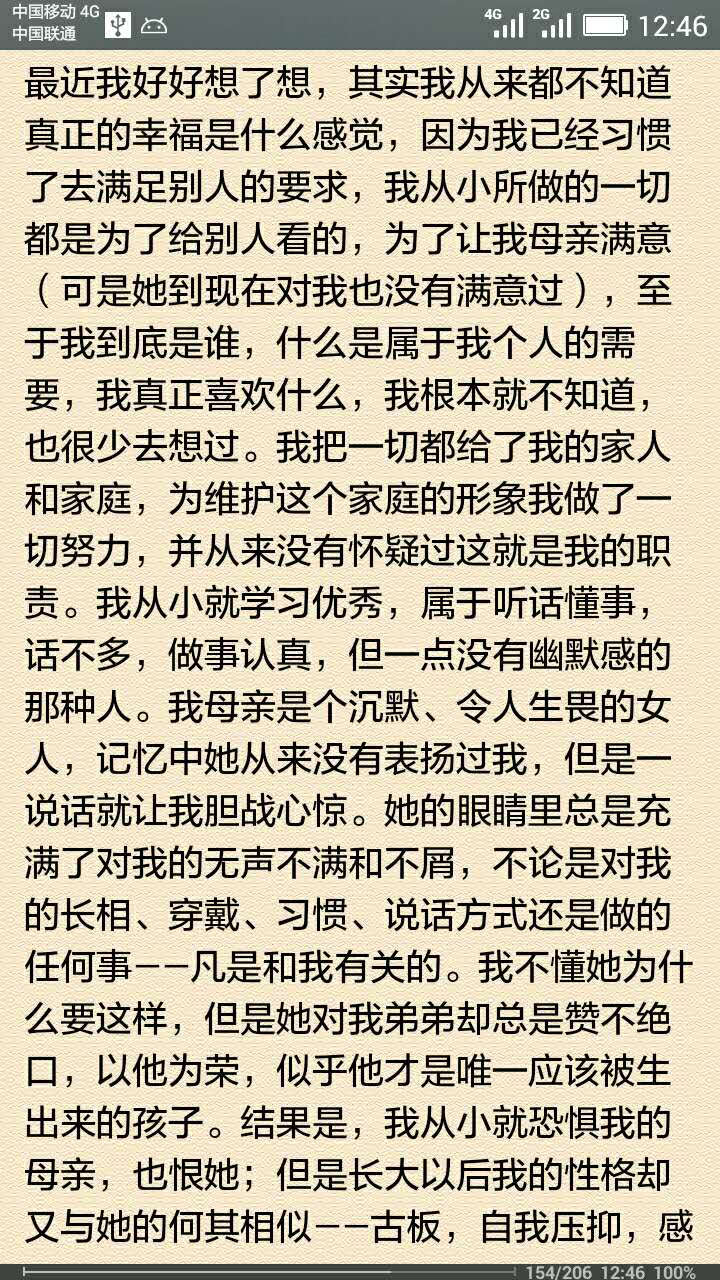 中国移动 4G
中国联通
4G 2G 12:46
最近我好好想了想，其实我从来都不知道
真正的幸福是什么感觉，因为我已经习惯
了去满足别人的要求，我从小所做的一切
都是为了给别人看的，为了让我母亲满意
（可是她到现在对我也没有满意过），至
于我到底是谁，什么是属于我个人的需
要，我真正喜欢什么，我根本就不知道，
也很少去想过。我把一切都给了我的家人
和家庭，为维护这个家庭的形象我做了一
切努力，并从来没有怀疑过这就是我的职
责。我从小就学习优秀，属于听话懂事，
话不多，做事认真，但一点没有幽默感的
那种人。我母亲是个沉默、令人生畏的女
人，记忆中她从来没有表扬过我，但是一
说话就让我胆战心惊。她的眼睛里总是充
满了对我的无声不满和不屑，不论是对我
的长相、穿戴、习惯、说话方式还是做的
任何事——凡是和我有关的。我不懂她为什
么要这样，但是她对我弟弟却总是赞不绝
口，以他为荣，似乎他才是唯一应该被生
出来的孩子。结果是，我从小就恐惧我的
母亲，也恨她；但是长大以后我的性格却
又与她的何其相似——古板，自我压抑，感
154/206 12:46 100%